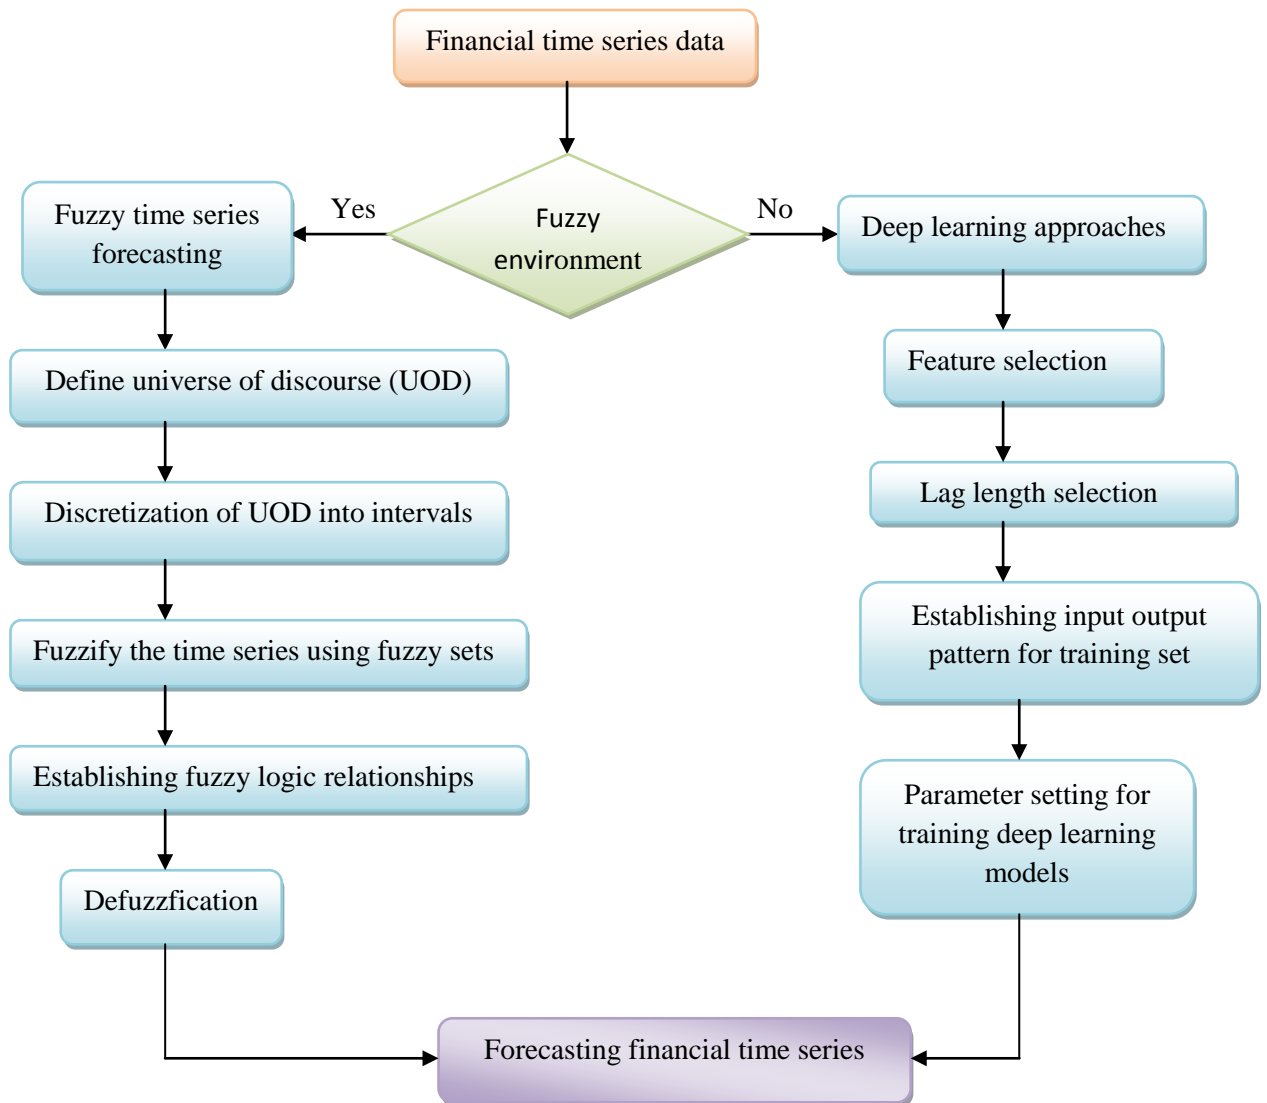 Financial time series data
Yes
No
Fuzzy
environment
Fuzzy time series
forecasting
Define universe of discourse (UOD)
Discretization of UOD into intervals
Fuzzify the time series using fuzzy sets
Establishing fuzzy logic relationships
Defuzzfication
Deep learning approaches
Feature selection
Lag length selection
Establishing input output
pattern for training set
Parameter setting for
training deep learning
models
Forecasting financial time series